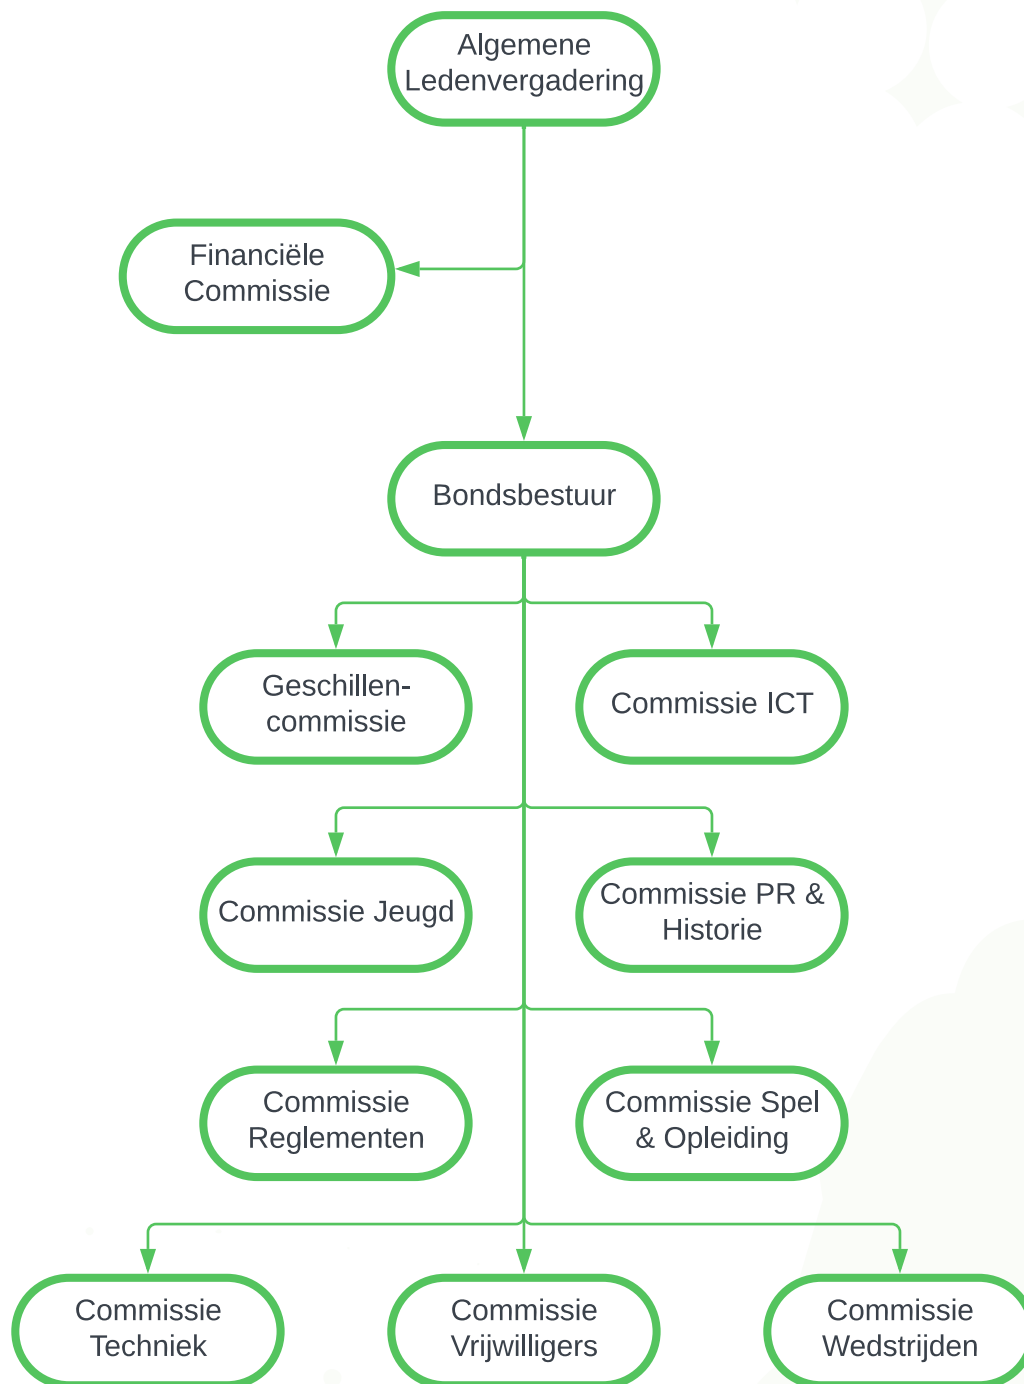 Algemene
Ledenvergadering
Financiële
Commissie
Bondsbestuur
Geschillen-
commissie
Commissie ICT
Commissie Jeugd
Commissie PR &
Historie
Commissie
Reglementen
Commissie Spel
& Opleiding
Commissie
Techniek
Commissie
Vrijwilligers
Commissie
Wedstrijden